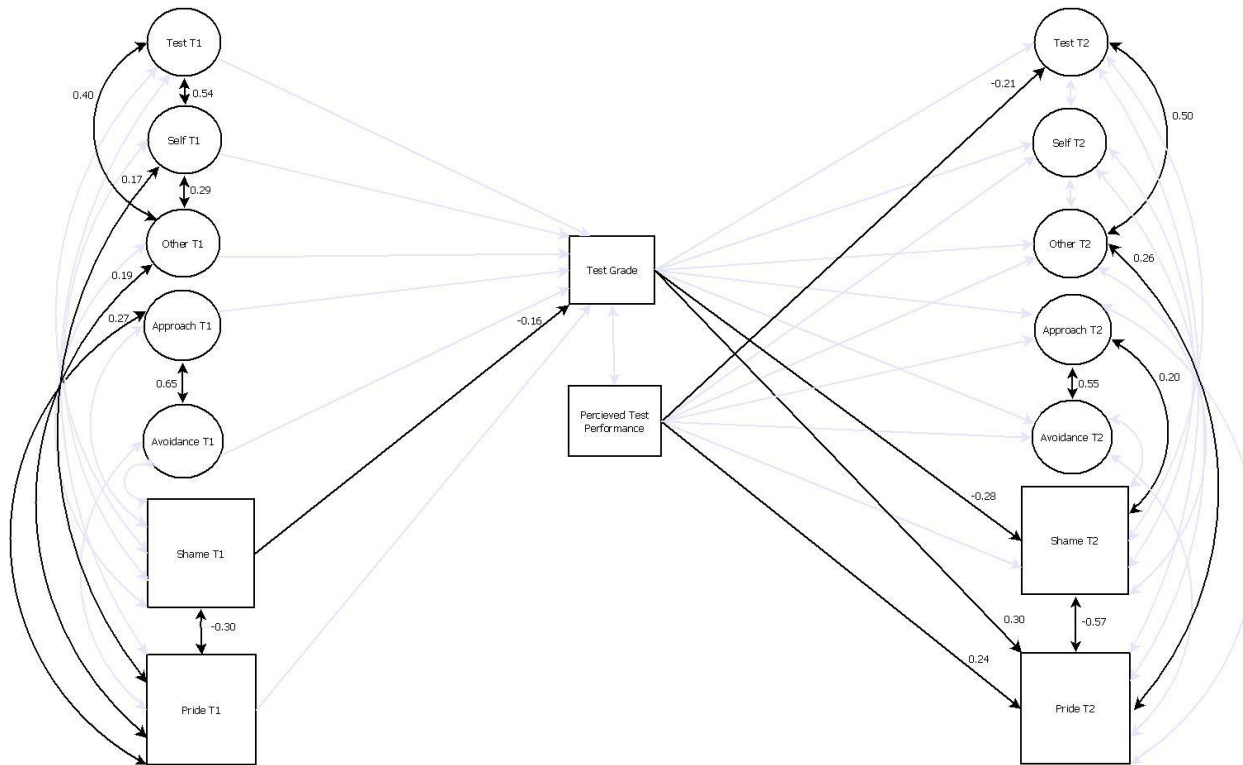 Test T1
Test T2
-0.21
0.40
0.54
0.50
Self T1
Self T2
0.17
0.29
Other T1
Other T2
0.26
0.19
Test Grade
0.27
Approach T1
-0.16
Approach T2
0.65
0.55
0.20
Percieved Test
Performance
Avoidance T1
Avoidance T2
-0.28
Shame T1
Shame T2
-0.30
0.30
-0.57
0.24
Pride T1
Pride T2